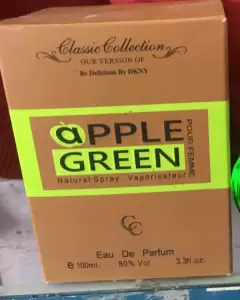 Classic Collection
OUR VERSION OF
Be Delicious By DKNY
aPPLE
GREEN
POUR FEMME
Natural Spray. Vaporisateur
CC
Eau De Parfum
e 100ml. 80% Vol 3.3fl.oz.